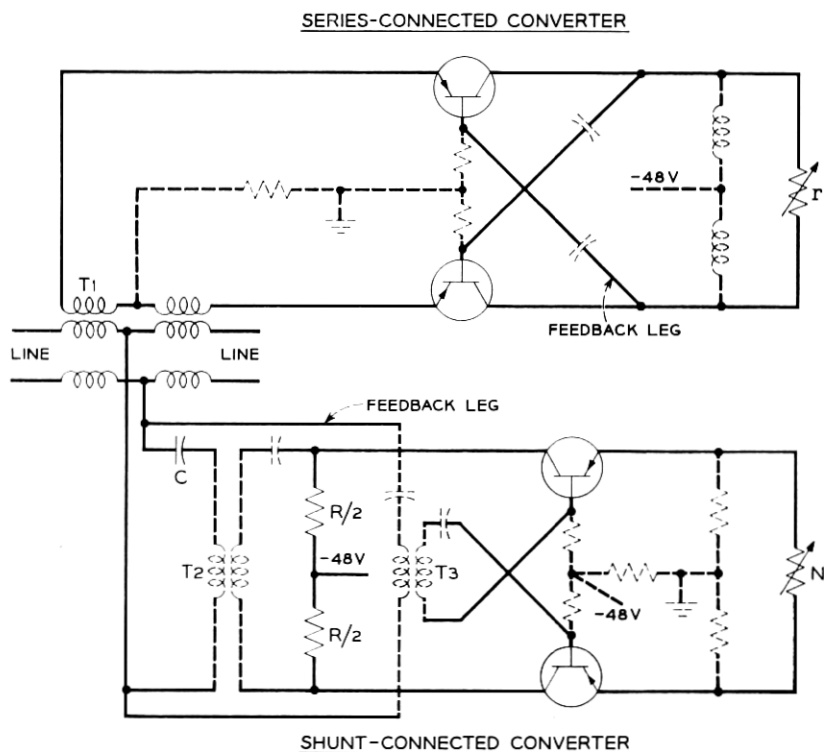 SERIES-CONNECTED CONVERTER
-48V
r
T1
FEEDBACK LEG
LINE
LINE
FEEDBACK LEG
C
R/2
T2
-48V
T3
N
-48V
R/2
SHUNT-CONNECTED CONVERTER